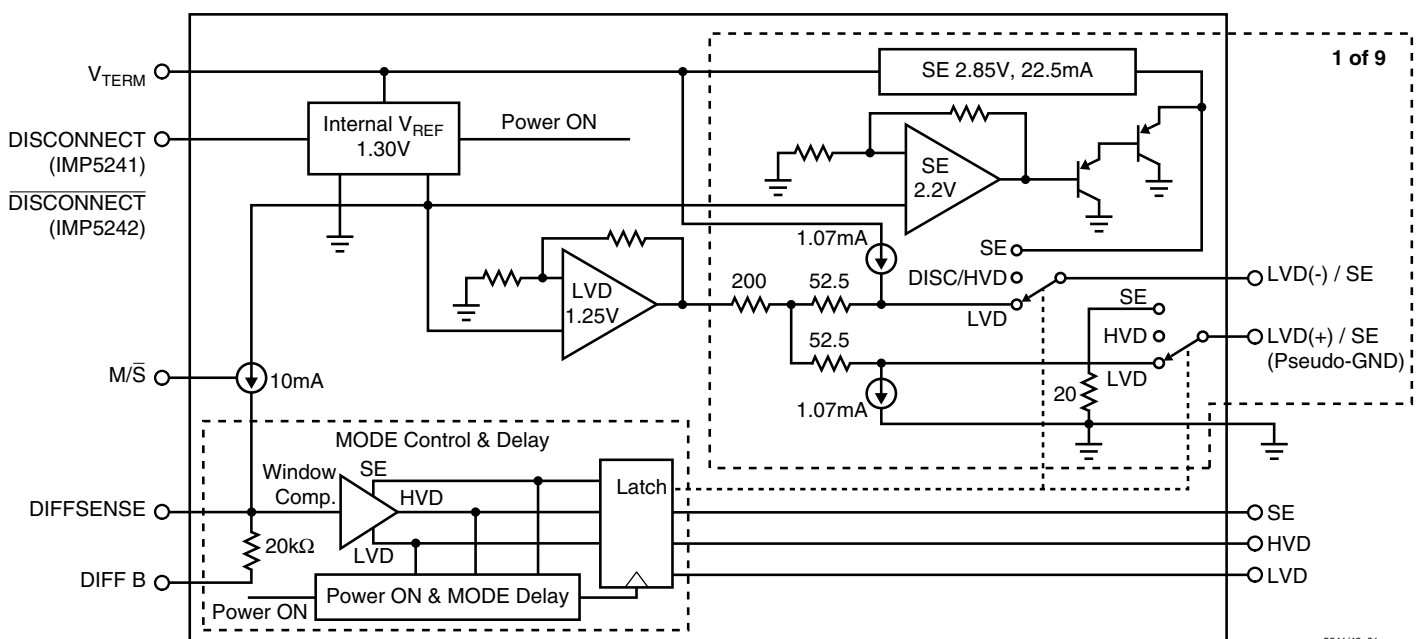 1 of 9
V_TERM
SE 2.85V, 22.5mA
DISCONNECT
(IMP5241)
Internal V_REF
1.30V
Power ON
DISCONNECT
(IMP5242)
SE
2.2V
1.07mA
SE
LVD
1.25V
200
52.5
DISC/HVD
LVD
LVD(-) / SE
SE
52.5
HVD
LVD
LVD(+) / SE
(Pseudo-GND)
M/S
10mA
1.07mA
20
MODE Control & Delay
Window
Comp.
SE
HVD
LVD
Latch
DIFFSENSE
SE
20kΩ
HVD
DIFF B
Power ON
Power ON & MODE Delay
LVD